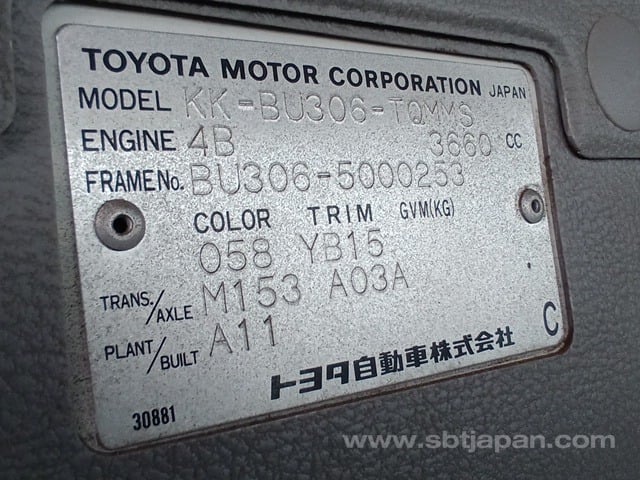 TOYOTA MOTOR CORPORATION JAPAN
MODEL KK-BU306-TQMMS
ENGINE 4B 3660 CC
FRAME No. BU306-5000253
COLOR TRIM GVM(KG)
058 YB15
TRANS./AXLE M153 A03A
PLANT/BUILT A11
トヨタ自動車株式会社 C
30881
www.sbtjapan.com